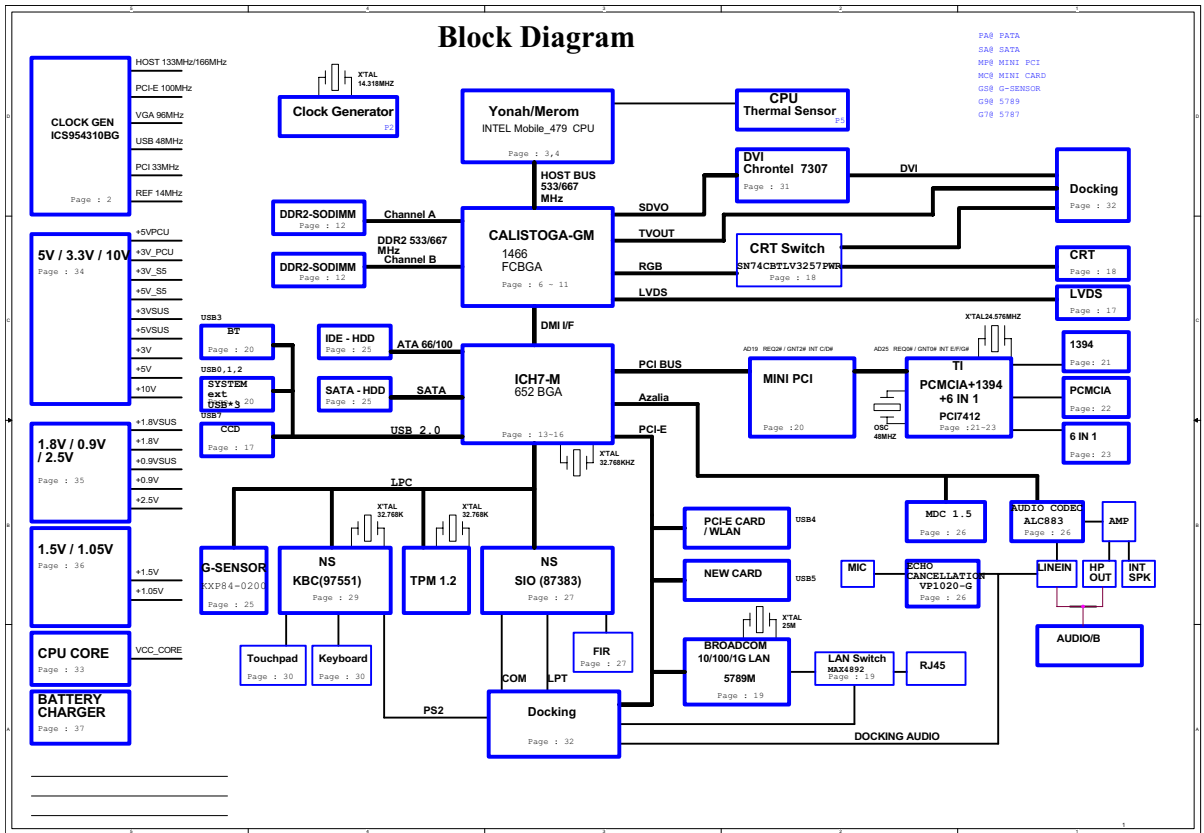 Block Diagram
PA@ PATA
SA@ SATA
MP@ MINI PCI
MC@ MINI CARD
GS@ G-SENSOR
G9@ 5789
G7@ 5787
CLOCK GEN
ICS954310BG
Page : 2
HOST 133MHz/166MHz
PCI-E 100MHz
VGA 96MHz
USB 48MHz
PCI 33MHz
REF 14MHz
X'TAL
14.318MHZ
Clock Generator
P2
Yonah/Merom
INTEL Mobile_479 CPU
Page : 3,4
CPU
Thermal Sensor
P5
HOST BUS
533/667
MHz
DVI
Chrontel 7307
Page : 31
DVI
Docking
Page : 32
DDR2-SODIMM
Page : 12
Channel A
DDR2 533/667
MHz
Channel B
DDR2-SODIMM
Page : 12
CALISTOGA-GM
1466
FCBGA
Page : 6 - 11
SDVO
TVOUT
RGB
LVDS
CRT Switch
SN74CBTLV3257PWR
Page : 18
CRT
Page : 18
LVDS
Page : 17
5V / 3.3V / 10V
Page : 34
+5VPCU
+3V_PCU
+3V_S5
+5V_S5
+3VSUS
+5VSUS
+3V
+5V
+10V
DMI I/F
USB3
BT
Page : 20
USB0,1,2
SYSTEM
ext
USB*3
Page : 20
USB7
CCD
Page : 17
IDE - HDD
Page : 25
ATA 66/100
SATA - HDD
Page : 25
SATA
USB 2.0
ICH7-M
652 BGA
Page : 13-16
X'TAL
32.768KHZ
PCI BUS
Azalia
PCI-E
AD19 REQ2# / GNT2# INT C/D#
MINI PCI
Page :20
AD25 REQ0# / GNT0# INT E/F/G#
X'TAL24.576MHZ
OSC
48MHZ
TI
PCMCIA+1394
+6 IN 1
PCI7412
Page :21-23
1394
Page : 21
PCMCIA
Page : 22
6 IN 1
Page : 23
1.8V / 0.9V
/ 2.5V
Page : 35
+1.8VSUS
+1.8V
+0.9VSUS
+0.9V
+2.5V
LPC
1.5V / 1.05V
Page : 36
+1.5V
+1.05V
G-SENSOR
KXP84-0200
Page : 25
X'TAL
32.768K
NS
KBC(97551)
Page : 29
X'TAL
32.768K
TPM 1.2
NS
SIO (87383)
Page : 27
PCI-E CARD
/ WLAN
USB4
NEW CARD
USB5
MDC 1.5
Page : 26
AUDIO CODEC
ALC883
Page : 26
AMP
MIC
ECHO
CANCELLATION
VP1020-G
Page : 26
LINEIN
HP
OUT
INT
SPK
AUDIO/B
CPU CORE
Page : 33
VCC_CORE
BATTERY
CHARGER
Page : 37
Touchpad
Page : 30
Keyboard
Page : 30
FIR
Page : 27
X'TAL
25M
BROADCOM
10/100/1G LAN
5789M
Page : 19
LAN Switch
MAX4892
Page : 19
RJ45
COM
LPT
PS2
Docking
Page : 32
DOCKING AUDIO